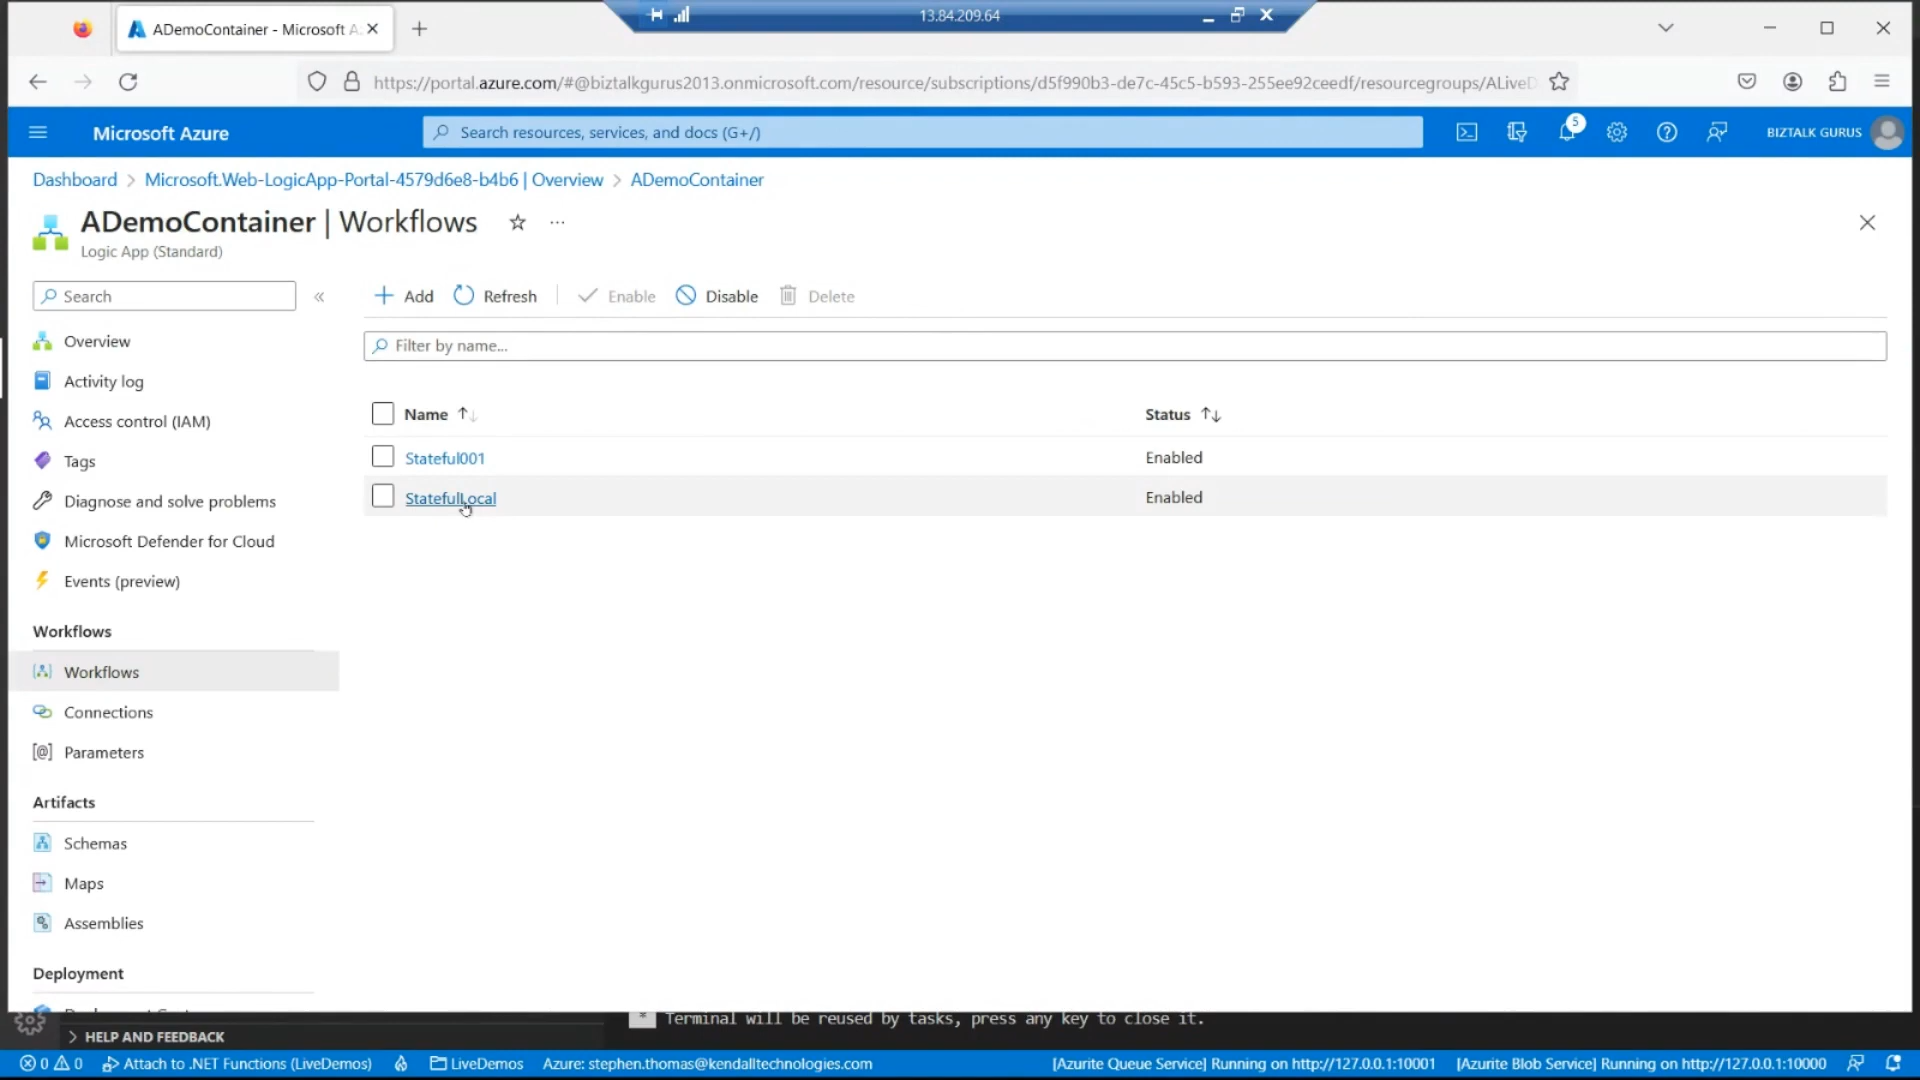 13.84.209.64
ADemoContainer - Microsoft A
https://portal.azure.com/#@biztalkgurus2013.onmicrosoft.com/resource/subscriptions/d5f990b3-de7c-45c5-b593-255ee92ceedf/resourcegroups/ALiveD
Microsoft Azure
Search resources, services, and docs (G+/)
5
BIZTALK GURUS
Dashboard > Microsoft.Web-LogicApp-Portal-4579d6e8-b4b6 | Overview > ADemoContainer
ADemoContainer | Workflows
Logic App (Standard)
Search
Add Refresh Enable Disable Delete
Filter by name...
Overview
Activity log
Access control (IAM)
Tags
Diagnose and solve problems
Microsoft Defender for Cloud
Events (preview)
Workflows
Workflows
Connections
Parameters
Artifacts
Schemas
Maps
Assemblies
Deployment
Name Status
Stateful001 Enabled
StatefulLocal Enabled
* Terminal will be reused by tasks, press any key to close it.
HELP AND FEEDBACK
0 0 Attach to .NET Functions (LiveDemos) LiveDemos Azure: stephen.thomas@kendalltechnologies.com [Azurite Queue Service] Running on http://127.0.0.1:10001 [Azurite Blob Service] Running on http://127.0.0.1:10000